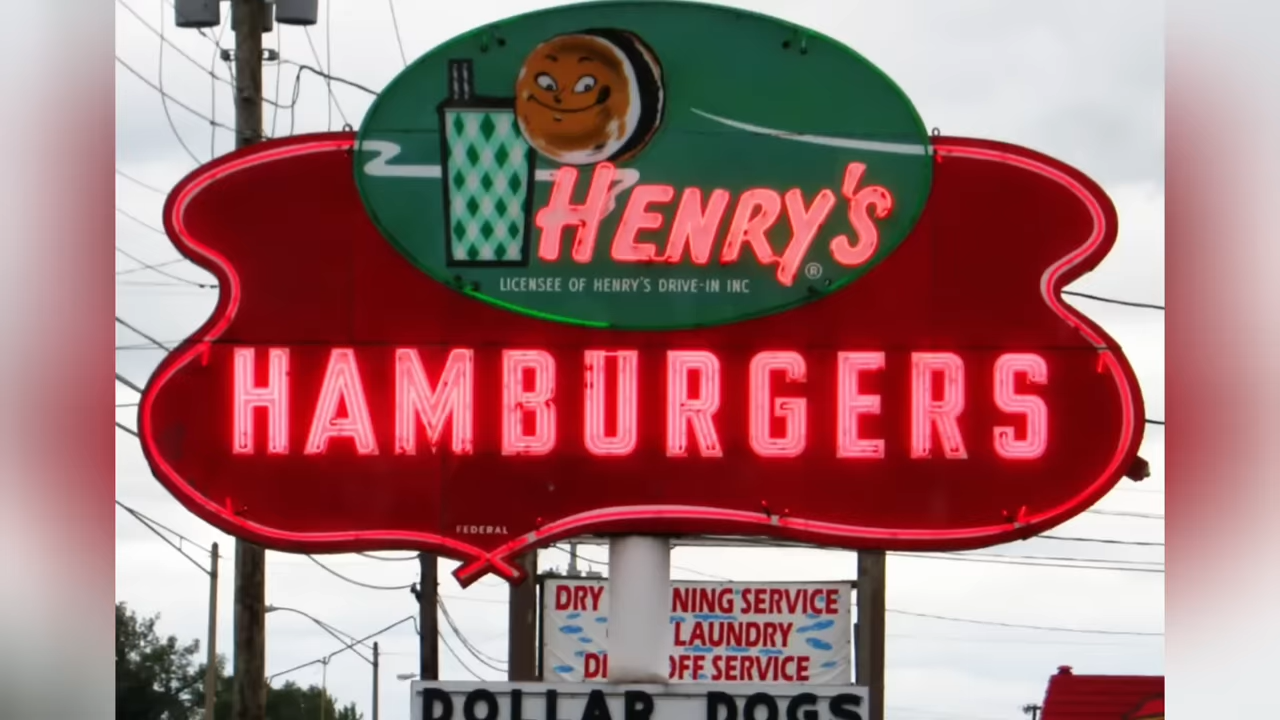 HENRY'S ®
LICENSEE OF HENRY'S DRIVE-IN INC
HAMBURGERS
FEDERAL
DRY NING SERVICE
LAUNDRY
OFF SERVICE
DOLLAR DOGS